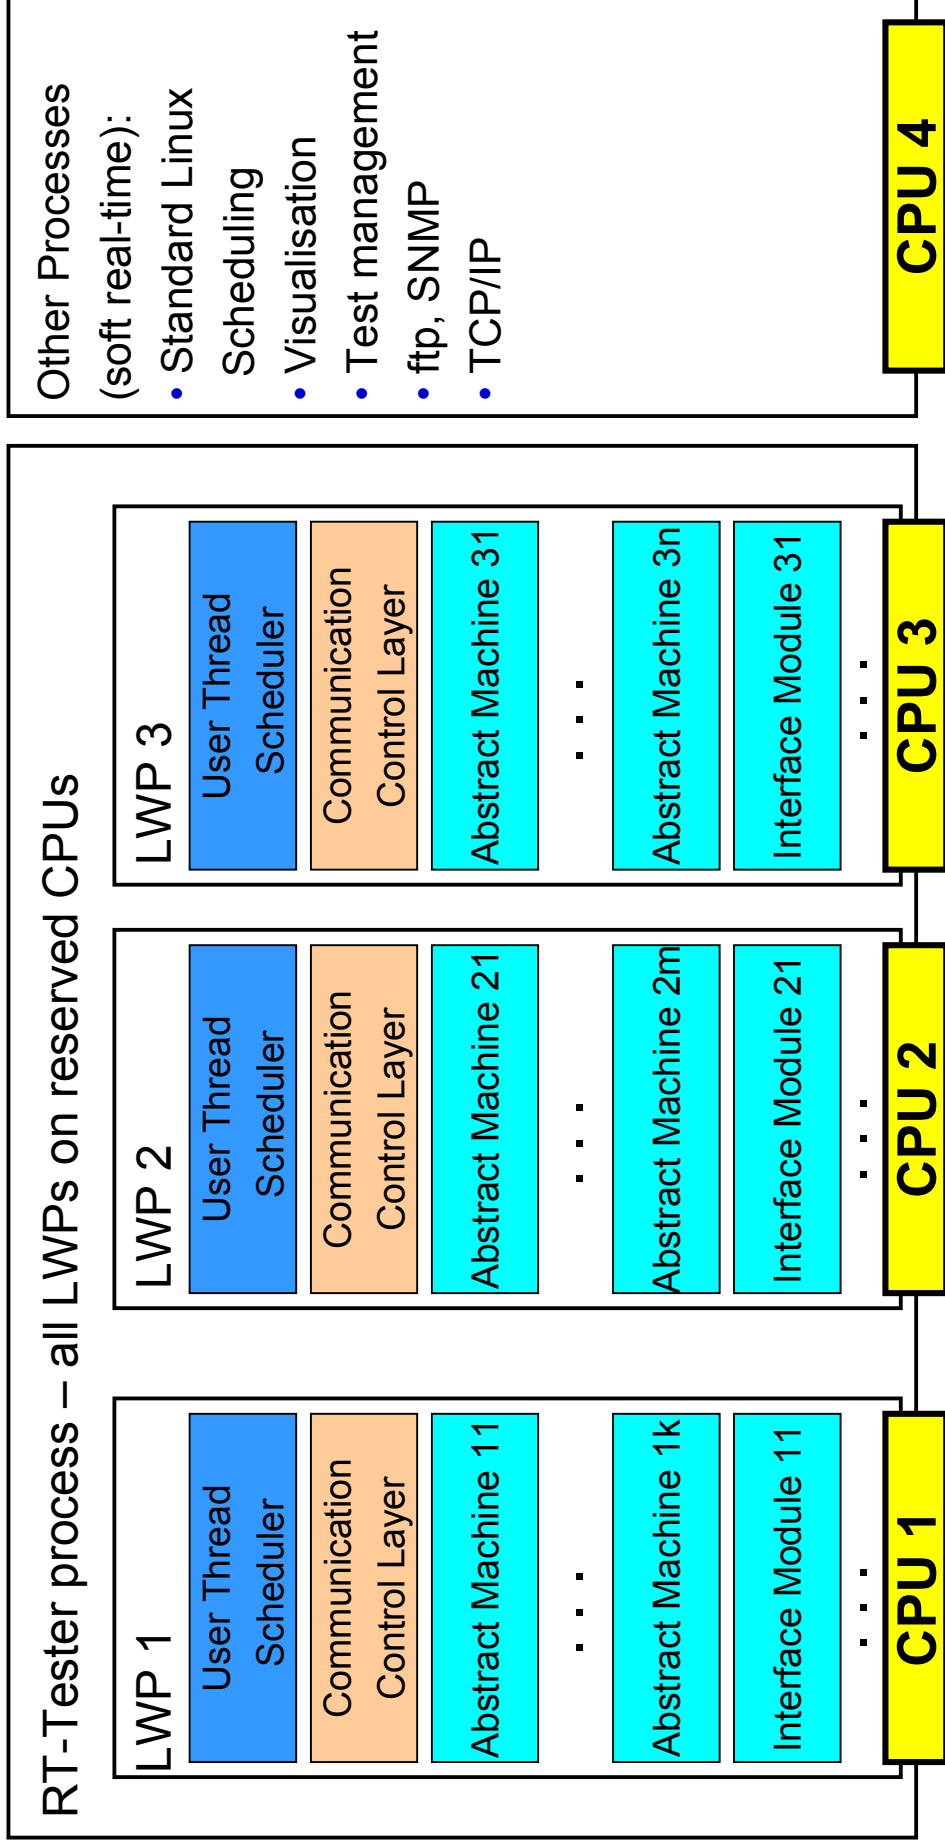 RT-Tester process – all LWPs on reserved CPUs
LWP 1
User Thread
Scheduler
Communication
Control Layer
Abstract Machine 11
. . .
Abstract Machine 1k
Interface Module 11
. . .
CPU 1
LWP 2
User Thread
Scheduler
Communication
Control Layer
Abstract Machine 21
. . .
Abstract Machine 2m
Interface Module 21
. . .
CPU 2
LWP 3
User Thread
Scheduler
Communication
Control Layer
Abstract Machine 31
. . .
Abstract Machine 3n
Interface Module 31
. . .
CPU 3
Other Processes
(soft real-time):
• Standard Linux
Scheduling
• Visualisation
• Test management
• ftp, SNMP
• TCP/IP
CPU 4